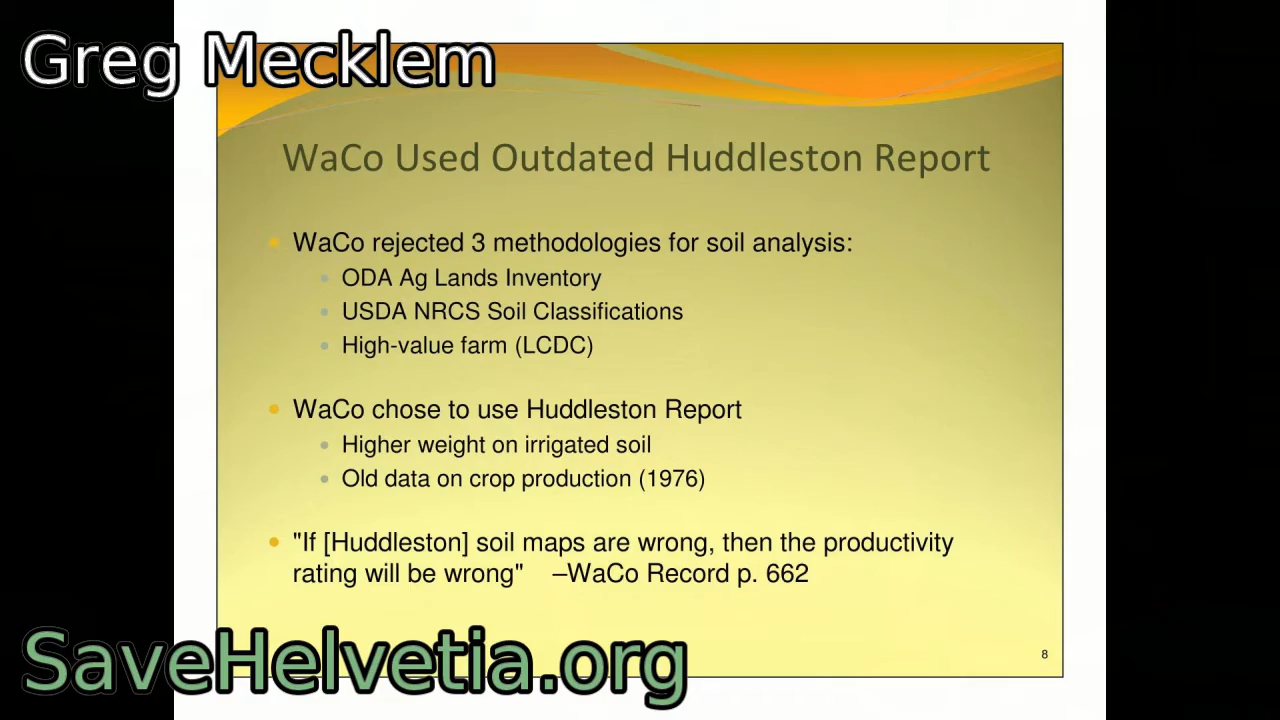 Greg Mecklem
WaCo Used Outdated Huddleston Report
WaCo rejected 3 methodologies for soil analysis:
ODA Ag Lands Inventory
USDA NRCS Soil Classifications
High-value farm (LCDC)
WaCo chose to use Huddleston Report
Higher weight on irrigated soil
Old data on crop production (1976)
"If [Huddleston] soil maps are wrong, then the productivity
rating will be wrong" –WaCo Record p. 662
SaveHelvetia.org
8